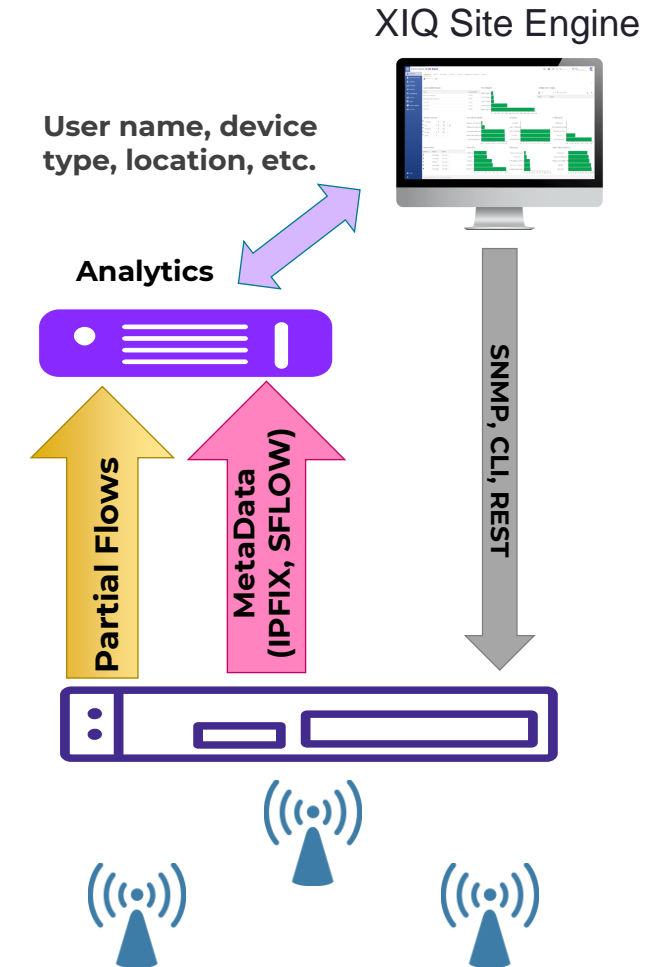 XIQ Site Engine
User name, device
type, location, etc.
Analytics
Partial Flows
MetaData
(IPFIX, SFLOW)
SNMP, CLI, REST